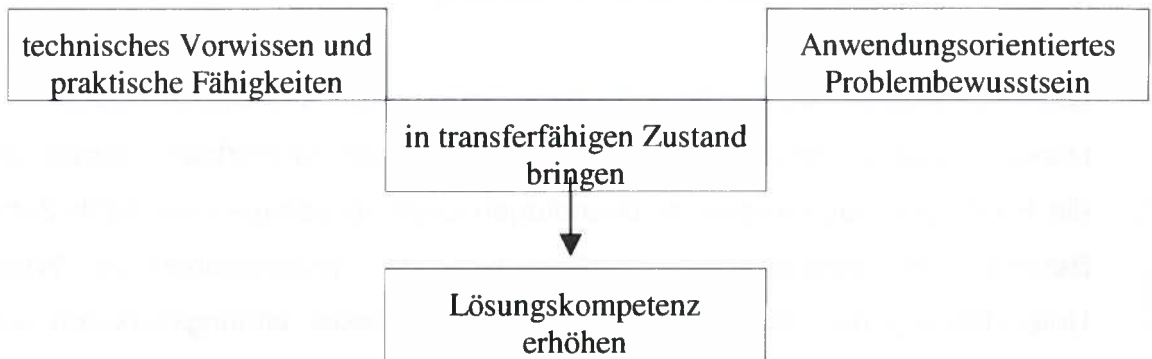 technisches Vorwissen und
praktische Fähigkeiten
Anwendungsorientiertes
Problembewusstsein
in transferfähigen Zustand
bringen
Lösungskompetenz
erhöhen